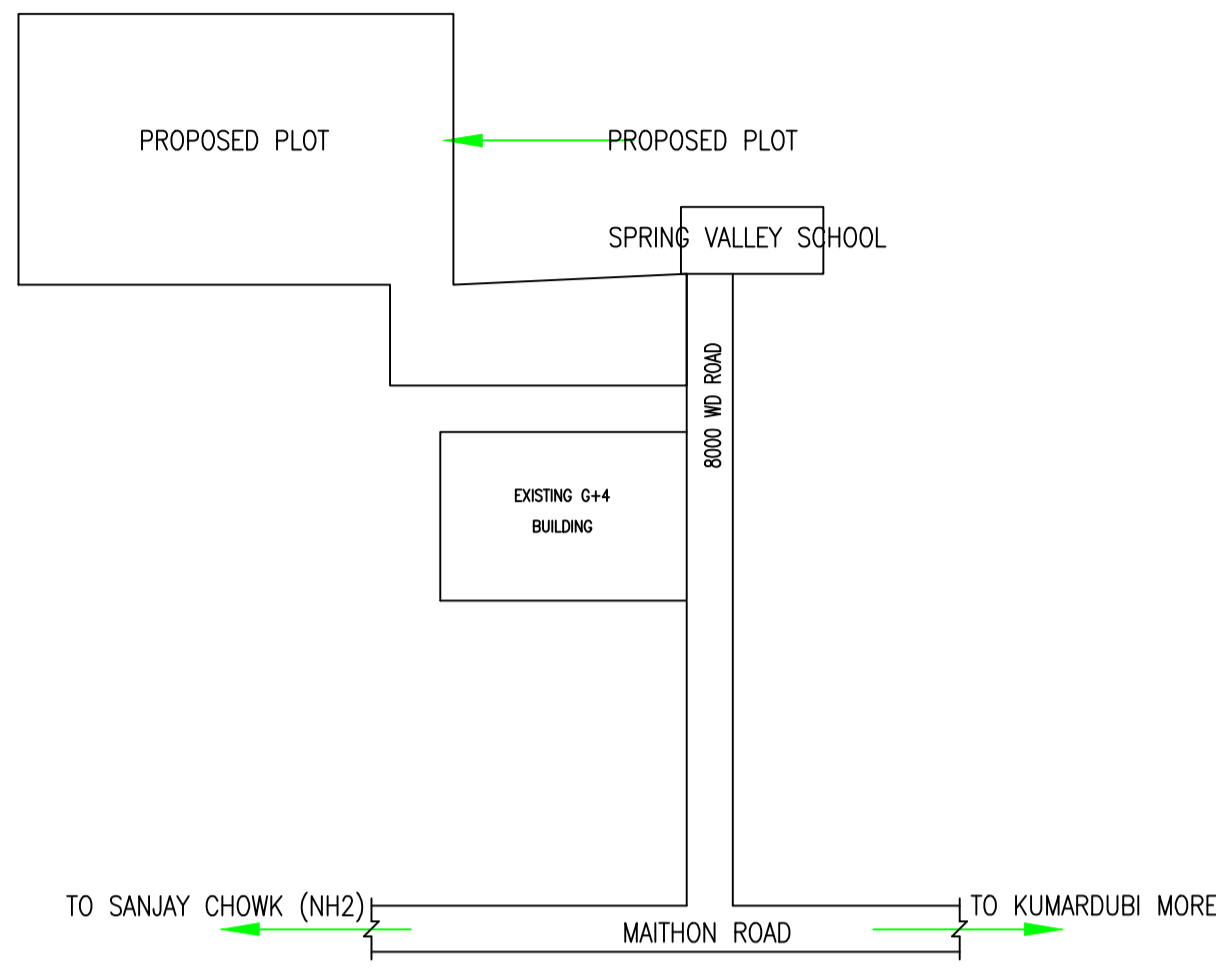 PROPOSED PLOT
PROPOSED PLOT
SPRING VALLEY SCHOOL
8000 WD ROAD
EXISTING G+4
BUILDING
TO SANJAY CHOWK (NH2)
TO KUMARDUBI MORE
MAITHON ROAD